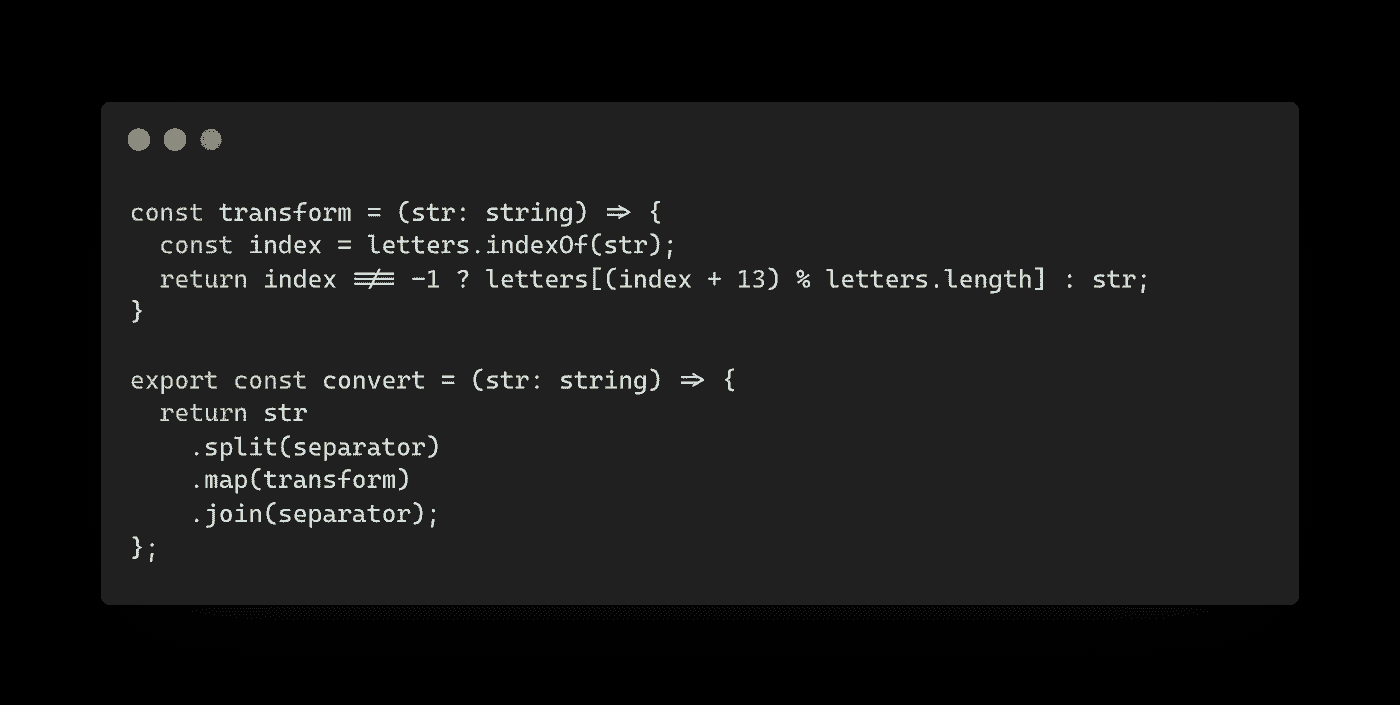 const transform = (str: string) => {
  const index = letters.indexOf(str);
  return index !== -1 ? letters[(index + 13) % letters.length] : str;
}

export const convert = (str: string) => {
  return str
    .split(separator)
    .map(transform)
    .join(separator);
};